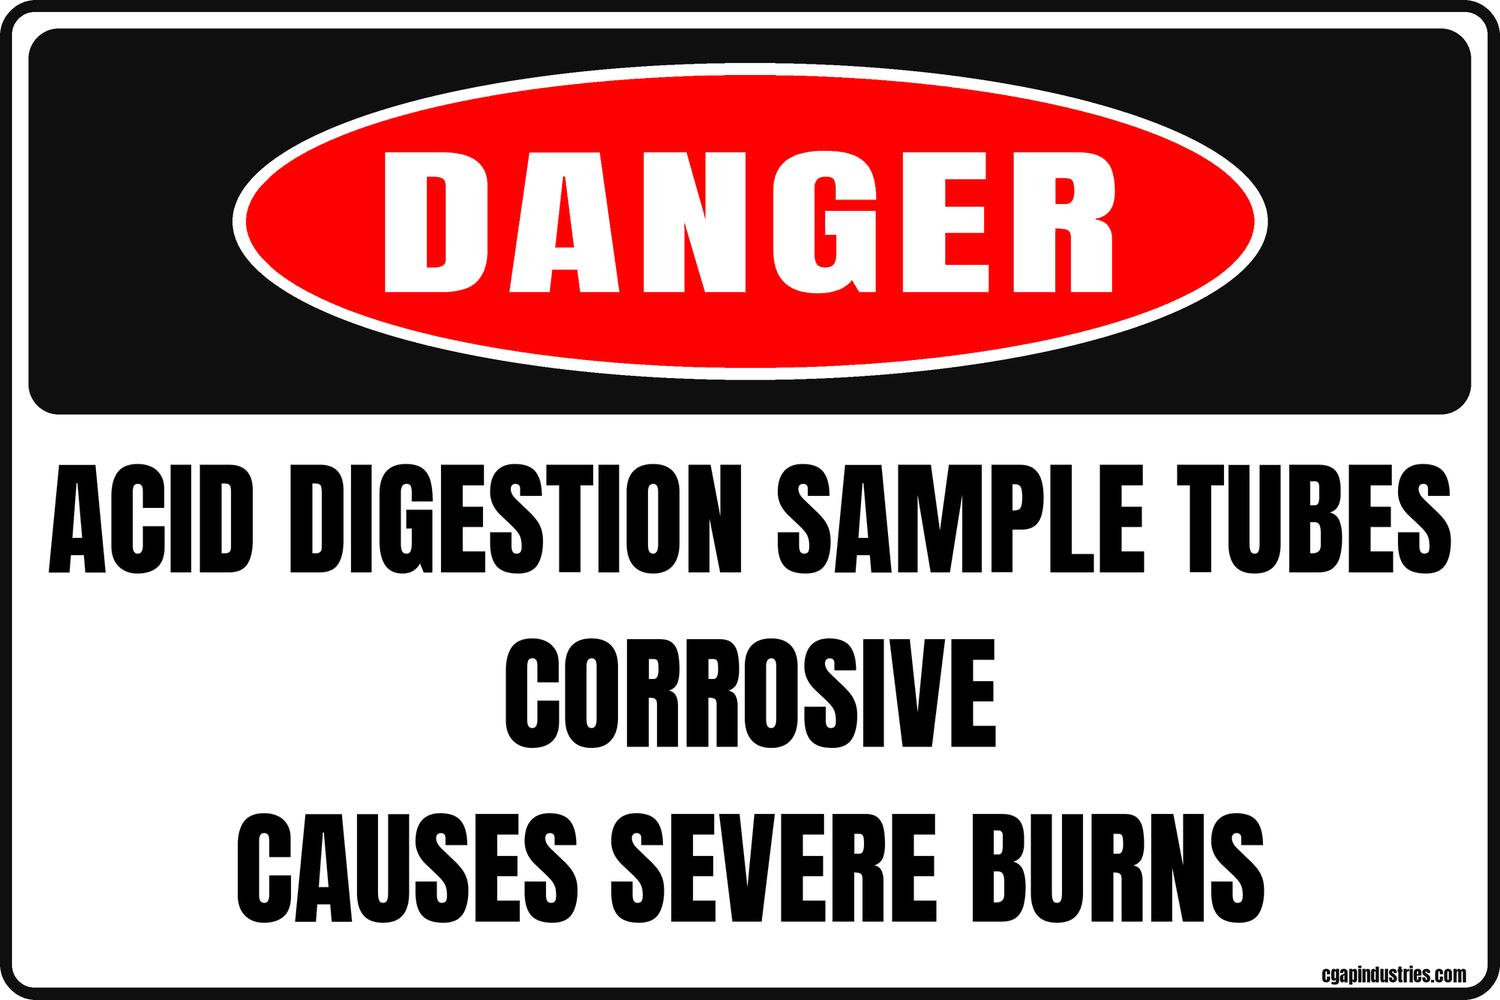 DANGER
ACID DIGESTION SAMPLE TUBES
CORROSIVE
CAUSES SEVERE BURNS
cgapindustries.com